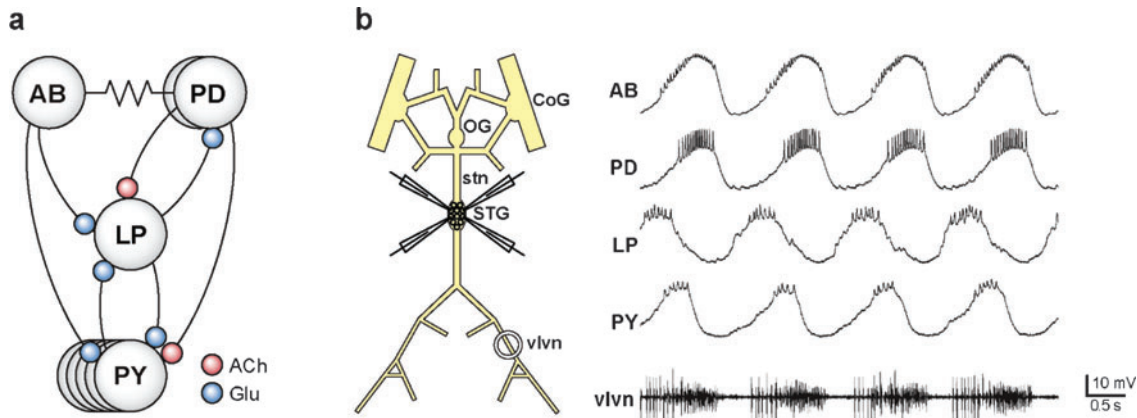 a
AB
PD
LP
PY
ACh
Glu
b
CoG
OG
stn
STG
vlvn
AB
PD
LP
PY
vlvn
10 mV
0.5 s